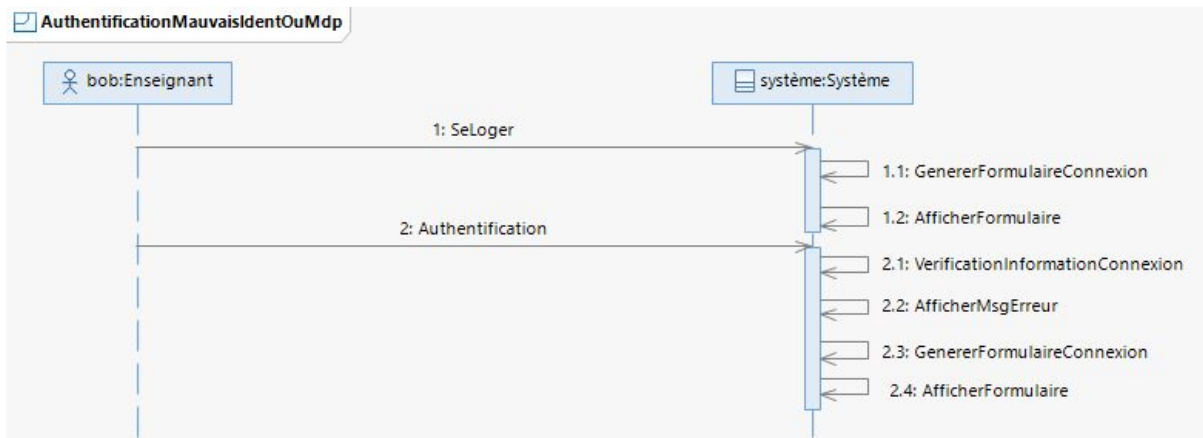 AuthentificationMauvaisIdentOuMdp
bob:Enseignant
système:Système
1: SeLoger
1.1: GenererFormulaireConnexion
1.2: AfficherFormulaire
2: Authentification
2.1: VerificationInformationConnexion
2.2: AfficherMsgErreur
2.3: GenererFormulaireConnexion
2.4: AfficherFormulaire